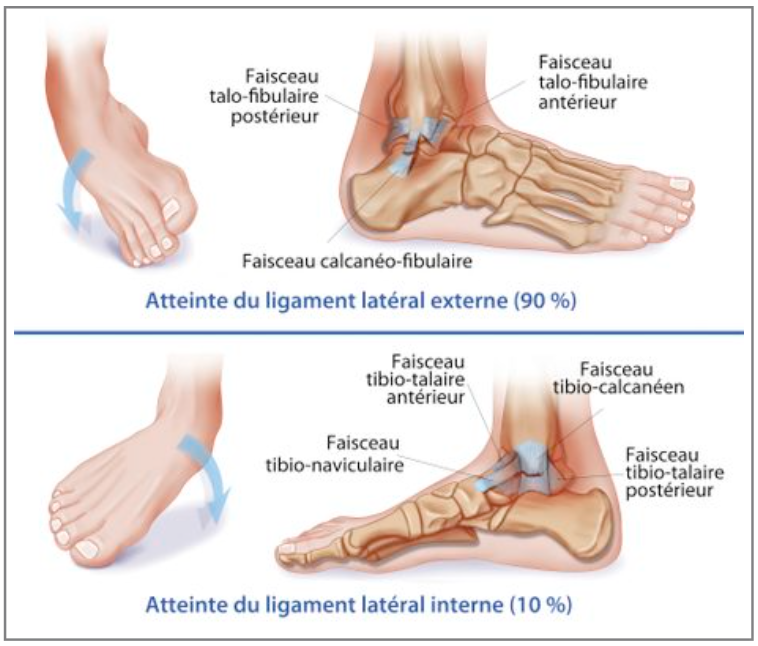 Faisceau
talo-fibulaire
postérieur
Faisceau
talo-fibulaire
antérieur
Faisceau calcanéo-fibulaire
Atteinte du ligament latéral externe (90 %)
Faisceau
tibio-talaire
antérieur
Faisceau
tibio-calcanéen
Faisceau
tibio-naviculaire
Faisceau
tibio-talaire
postérieur
Atteinte du ligament latéral interne (10 %)